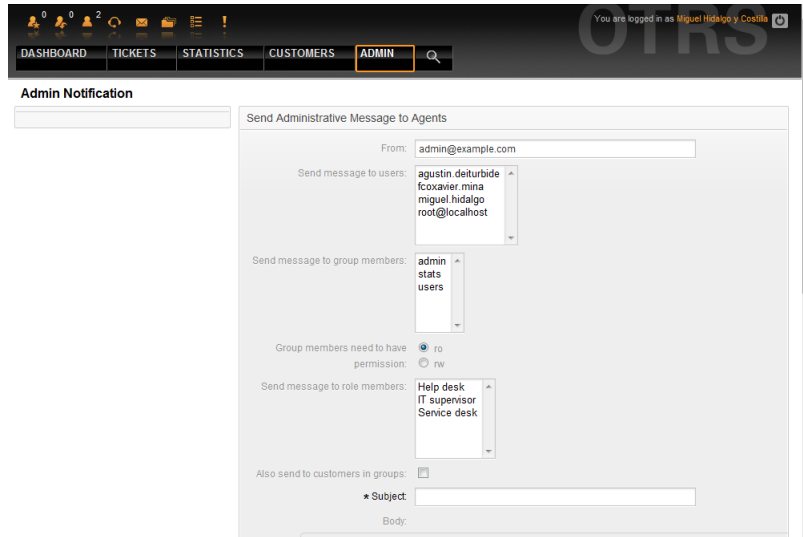 0 0 2 !
You are logged in as Miguel Hidalgo y Costilla
OTRS
DASHBOARD TICKETS STATISTICS CUSTOMERS ADMIN
Admin Notification
Send Administrative Message to Agents
From: admin@example.com
Send message to users: agustin.deiturbide
fcoxavier.mina
miguel.hidalgo
root@localhost
Send message to group members: admin
stats
users
Group members need to have ro
permission: rw
Send message to role members: Help desk
IT supervisor
Service desk
Also send to customers in groups:
★ Subject:
Body: